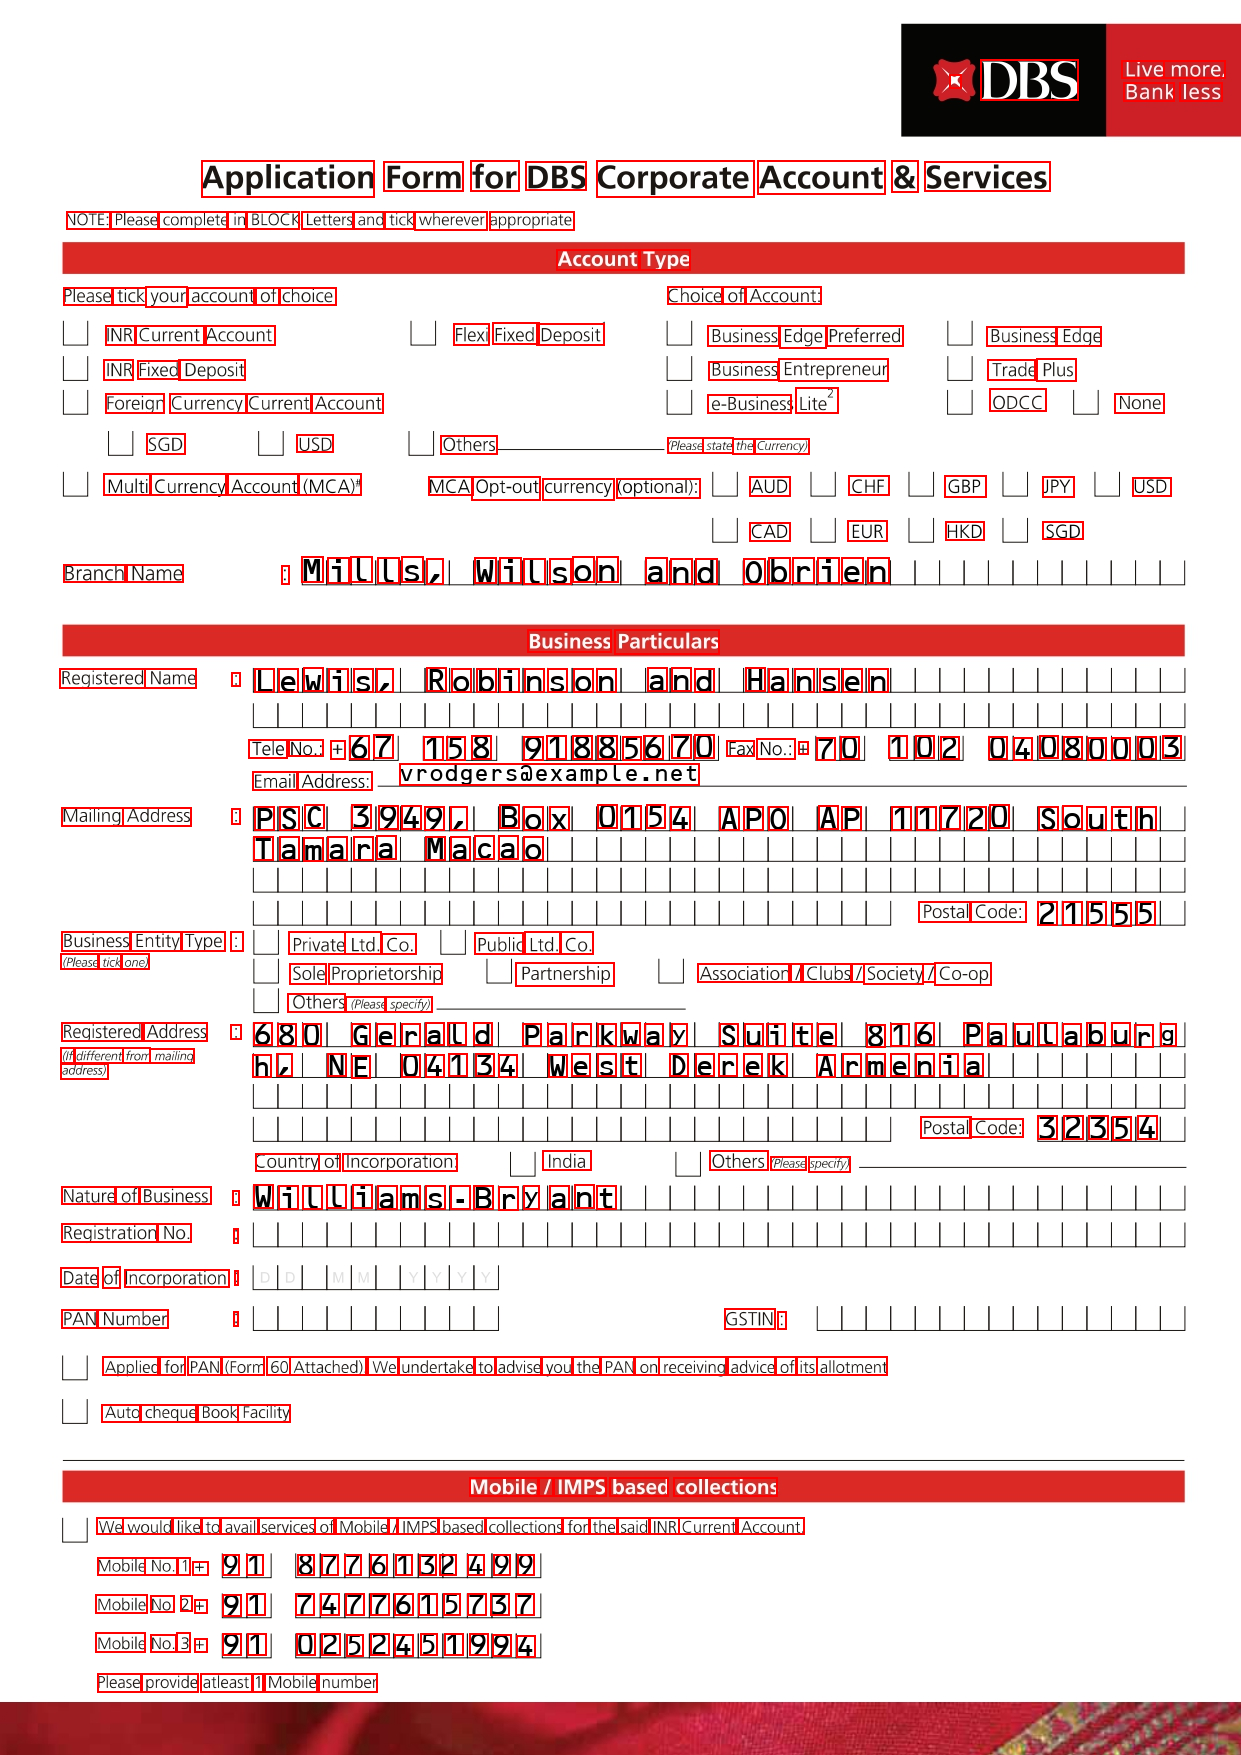 DBS
Live more,
Bank less
Application Form for DBS Corporate Account & Services
NOTE: Please complete in BLOCK Letters and tick wherever appropriate
Account Type
Please tick your account of choice
Choice of Account:
INR Current Account
Flexi Fixed Deposit
Business Edge Preferred
Business Edge
INR Fixed Deposit
Business Entrepreneur
Trade Plus
Foreign Currency Current Account
e-Business Lite2
ODCC
None
SGD
USD
Others
(Please state the Currency)
Multi Currency Account (MCA)#
MCA Opt-out currency (optional):
AUD
CHF
GBP
JPY
USD
CAD
EUR
HKD
SGD
Branch Name : Mills, Wilson and Obrien
Business Particulars
Registered Name : Lewis, Robinson and Hansen
Tele No.: + 67 158 91885670 Fax No.: + 70 102 04080003
Email Address: vrodgers@example.net
Mailing Address : PSC 3949, Box 0154 APO AP 11720 South
Tamara Macao
Postal Code: 21555
Business Entity Type :
(Please tick one)
Private Ltd. Co.
Public Ltd. Co.
Sole Proprietorship
Partnership
Association / Clubs / Society / Co-op
Others (Please specify)
Registered Address : 680 Gerald Parkway Suite 816 Paulaburg
(If different from mailing address)
h, NE 04134 West Derek Armenia
Postal Code: 32354
Country of Incorporation:
India
Others (Please specify)
Nature of Business : Williams-Bryant
Registration No. :
Date of Incorporation : D D M M Y Y Y Y
PAN Number :
GSTIN :
Applied for PAN (Form 60 Attached). We undertake to advise you the PAN on receiving advice of its allotment
Auto cheque Book Facility
Mobile / IMPS based collections
We would like to avail services of Mobile / IMPS based collections for the said INR Current Account.
Mobile No. 1 + 91 8776132499
Mobile No. 2 + 91 7477615737
Mobile No. 3 + 91 0252451994
Please provide atleast 1 Mobile number